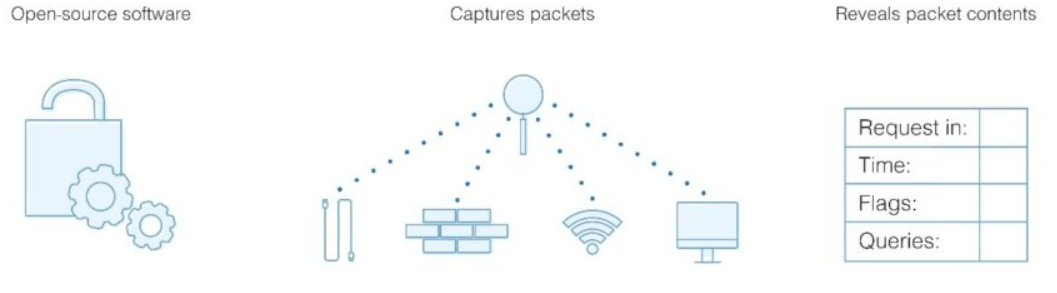 Open-source software
Captures packets
Reveals packet contents
Request in:
Time:
Flags:
Queries: